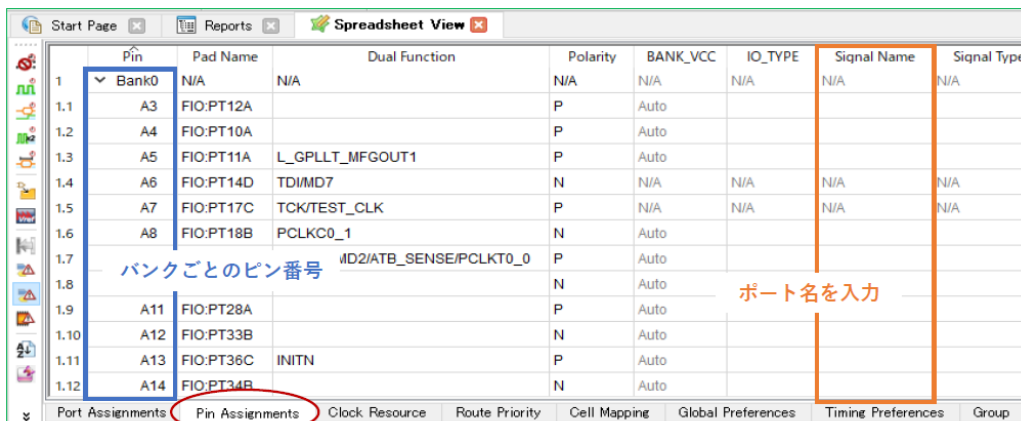 Start Page Reports Spreadsheet View
Pin Pad Name Dual Function Polarity BANK_VCC IO_TYPE Signal Name Signal Type
1 Bank0 N/A N/A N/A N/A N/A N/A N/A
1.1 A3 FIO:PT12A P Auto
1.2 A4 FIO:PT10A P Auto
1.3 A5 FIO:PT11A L_GPLLT_MFGOUT1 P Auto
1.4 A6 FIO:PT14D TDI/MD7 N N/A N/A N/A N/A
1.5 A7 FIO:PT17C TCK/TEST_CLK P N/A N/A N/A N/A
1.6 A8 FIO:PT18B PCLKC0_1 N Auto
1.7 MD2/ATB_SENSE/PCLKT0_0 P Auto
バンクごとのピン番号
1.8 N Auto
ポート名を入力
1.9 A11 FIO:PT28A P Auto
1.10 A12 FIO:PT33B N Auto
1.11 A13 FIO:PT36C INITN P Auto
1.12 A14 FIO:PT34B N Auto
Port Assignments Pin Assignments Clock Resource Route Priority Cell Mapping Global Preferences Timing Preferences Group